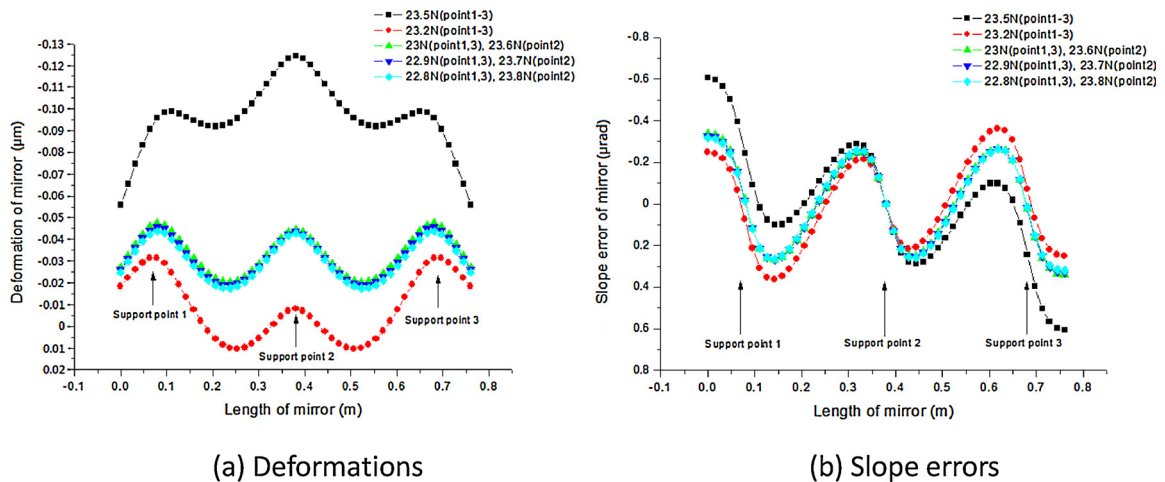 23.5N(point1-3)
23.2N(point1-3)
23N(point1,3), 23.6N(point2)
22.9N(point1,3), 23.7N(point2)
22.8N(point1,3), 23.8N(point2)
-0.13
-0.12
-0.11
-0.10
-0.09
-0.08
-0.07
-0.06
-0.05
-0.04
-0.03
-0.02
-0.01
0
0.01
0.02
Deformation of mirror (μm)
Support point 1
Support point 2
Support point 3
-0.1 0.0 0.1 0.2 0.3 0.4 0.5 0.6 0.7 0.8
Length of mirror (m)
(a) Deformations
23.5N(point1-3)
23.2N(point1-3)
23N(point1,3), 23.6N(point2)
22.9N(point1,3), 23.7N(point2)
22.8N(point1,3), 23.8N(point2)
-0.8
-0.6
-0.4
-0.2
0
0.2
0.4
0.6
0.8
Slope error of mirror (μrad)
Support point 1
Support point 2
Support point 3
-0.1 0.0 0.1 0.2 0.3 0.4 0.5 0.6 0.7 0.8
Length of mirror (m)
(b) Slope errors